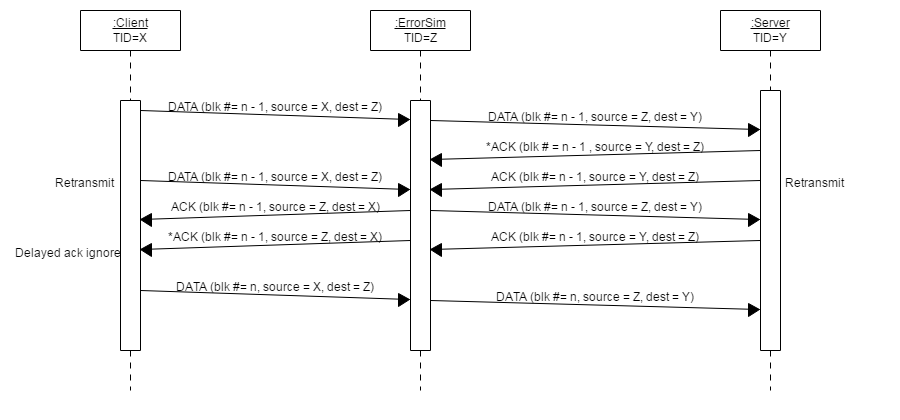 :Client
TID=X
:ErrorSim
TID=Z
:Server
TID=Y
DATA (blk #= n - 1, source = X, dest = Z)
DATA (blk #= n - 1, source = Z, dest = Y)
*ACK (blk # = n - 1 , source = Y, dest = Z)
Retransmit
DATA (blk #= n - 1, source = X, dest = Z)
ACK (blk #= n - 1, source = Y, dest = Z)
Retransmit
ACK (blk #= n - 1, source = Z, dest = X)
DATA (blk #= n - 1, source = Z, dest = Y)
*ACK (blk #= n - 1, source = Z, dest = X)
ACK (blk #= n - 1, source = Y, dest = Z)
Delayed ack ignore
DATA (blk #= n, source = X, dest = Z)
DATA (blk #= n, source = Z, dest = Y)